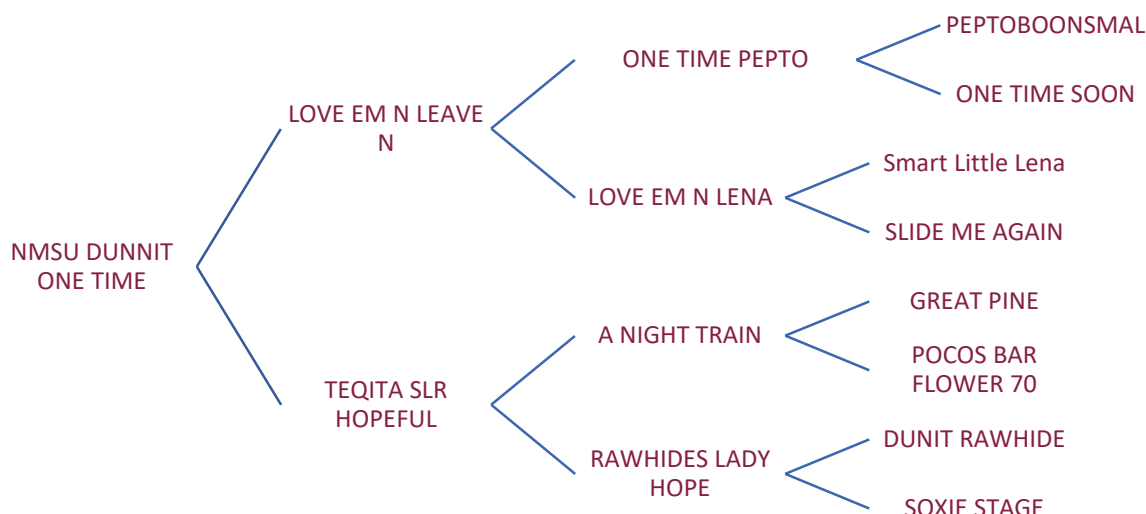 PEPTOBOONSMAL
ONE TIME PEPTO
ONE TIME SOON
LOVE EM N LEAVE
N
Smart Little Lena
LOVE EM N LENA
SLIDE ME AGAIN
NMSU DUNNIT
ONE TIME
GREAT PINE
A NIGHT TRAIN
POCOS BAR
FLOWER 70
TEQITA SLR
HOPEFUL
DUNIT RAWHIDE
RAWHIDES LADY
HOPE
SOXIE STAGE